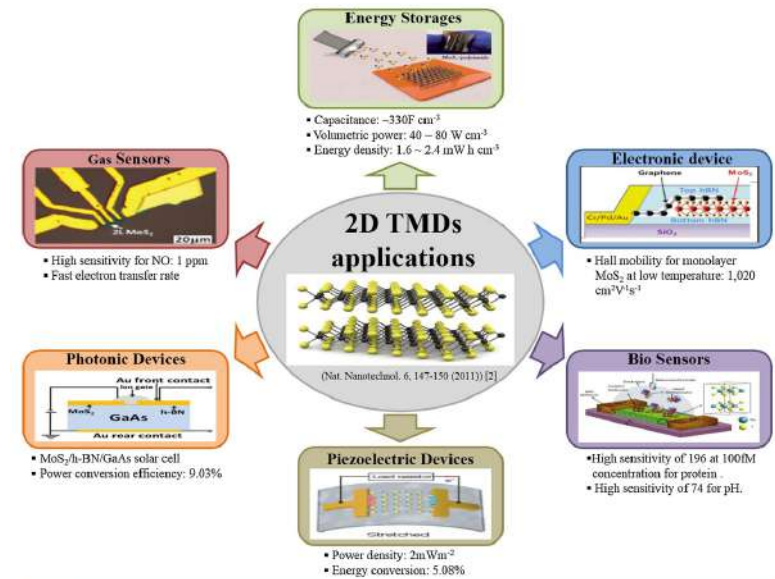 Energy Storages
▪ Capacitance: ~330F cm⁻³
▪ Volumetric power: 40 – 80 W cm⁻³
▪ Energy density: 1.6 ~ 2.4 mW h cm⁻³
Gas Sensors
2L MoS₂
20μm
▪ High sensitivity for NO: 1 ppm
▪ Fast electron transfer rate
Electronic device
Graphene
MoS₂
Top hBN
Cr/Pd/Au
Bottom hBN
SiO₂
▪ Hall mobility for monolayer
MoS₂ at low temperature: 1,020
cm²V⁻¹s⁻¹
2D TMDs
applications
(Nat. Nanotechnol. 6, 147-150 (2011)) [2]
Photonic Devices
Au front contact
Ion gate
MoS₂
h-BN
GaAs
Au rear contact
▪ MoS₂/h-BN/GaAs solar cell
▪ Power conversion efficiency: 9.03%
Bio Sensors
▪High sensitivity of 196 at 100fM
concentration for protein .
▪ High sensitivity of 74 for pH.
Piezoelectric Devices
Load resistor
Stretched
▪ Power density: 2mWm⁻²
▪ Energy conversion: 5.08%